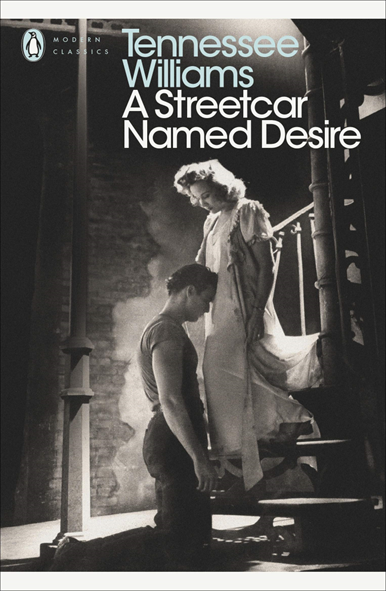 MODERN
CLASSICS
Tennessee
Williams
A Streetcar
Named Desire